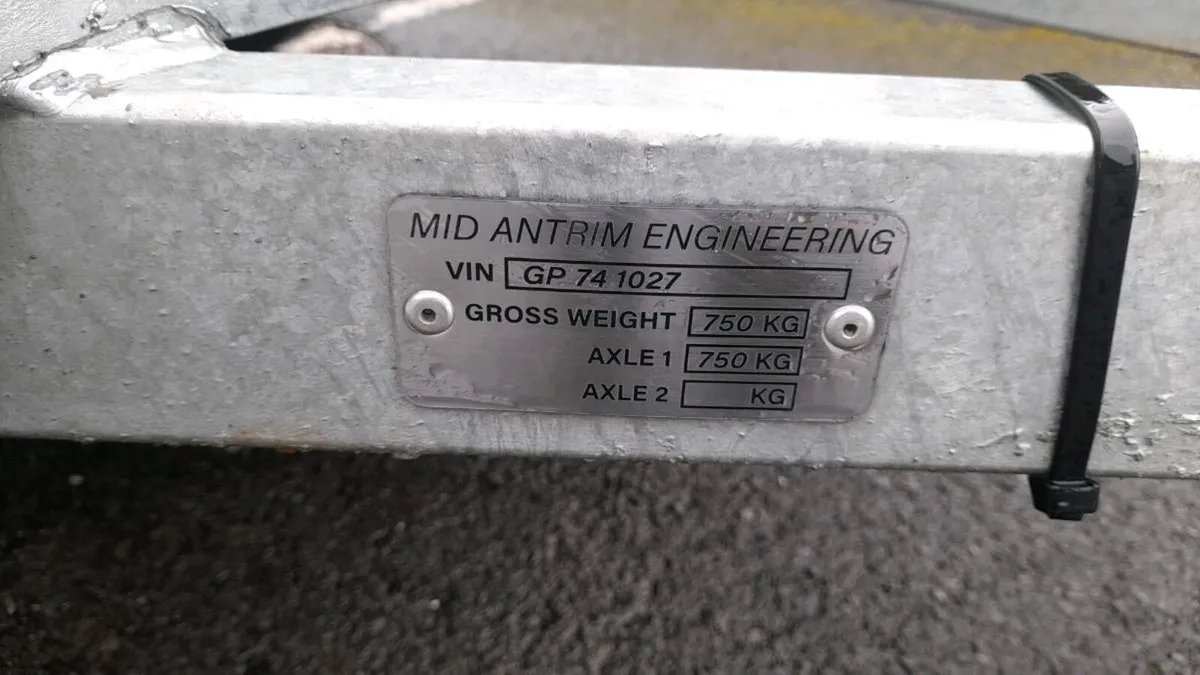 MID ANTRIM ENGINEERING
VIN GP 74 1027
GROSS WEIGHT 750 KG
AXLE 1 750 KG
AXLE 2 KG